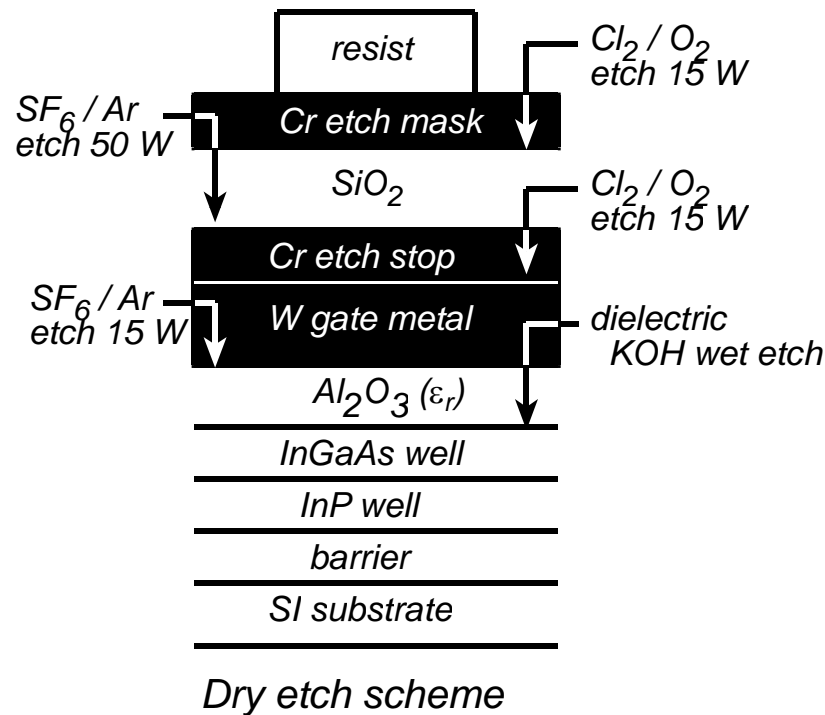 resist
Cl2 / O2
etch 15 W
SF6 / Ar
etch 50 W
Cr etch mask
SiO2
Cl2 / O2
etch 15 W
Cr etch stop
SF6 / Ar
etch 15 W
W gate metal
dielectric
KOH wet etch
Al2O3 (εr)
InGaAs well
InP well
barrier
SI substrate
Dry etch scheme